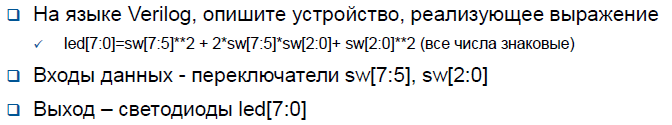 На языке Verilog, опишите устройство, реализующее выражение
led[7:0]=sw[7:5]**2 + 2*sw[7:5]*sw[2:0]+ sw[2:0]**2 (все числа знаковые)
Входы данных - переключатели sw[7:5], sw[2:0]
Выход – светодиоды led[7:0]